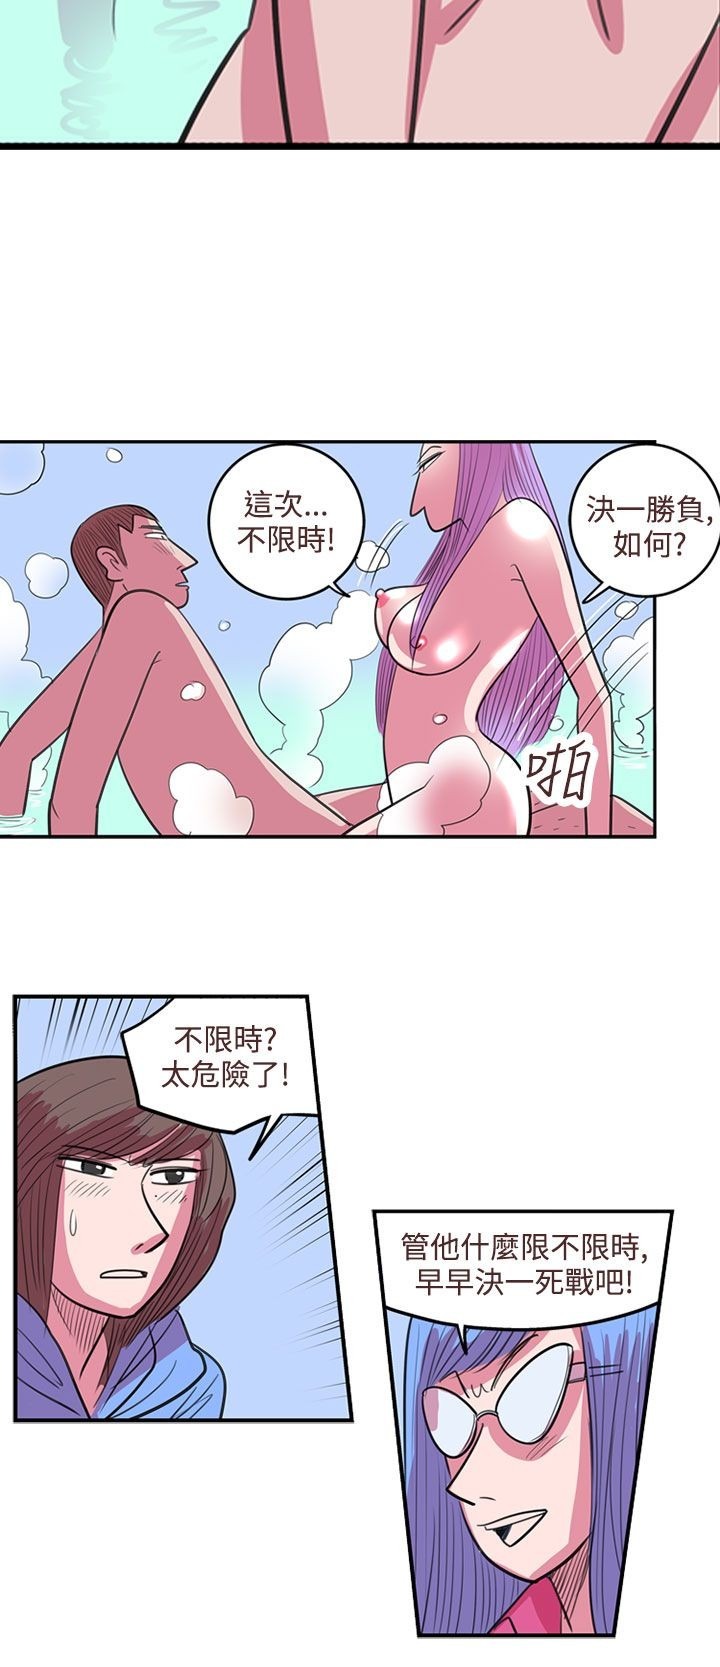 這次...
不限時!
決一勝負,
如何?
啪
不限時?
太危險了!
管他什麼限不限時,
早早決一死戰吧!